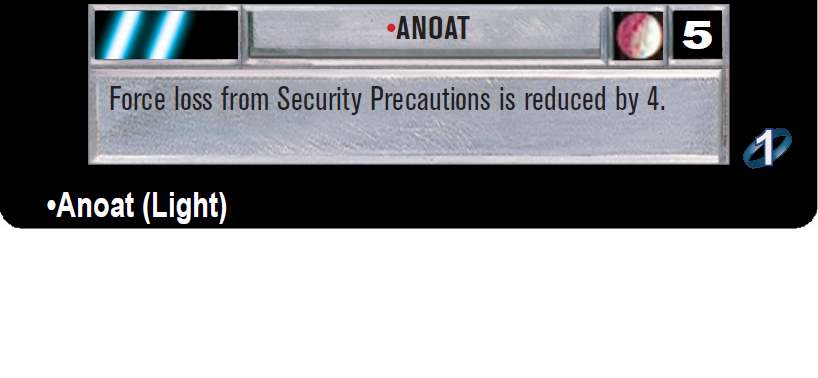 •ANOAT
5
Force loss from Security Precautions is reduced by 4.
1
•Anoat (Light)